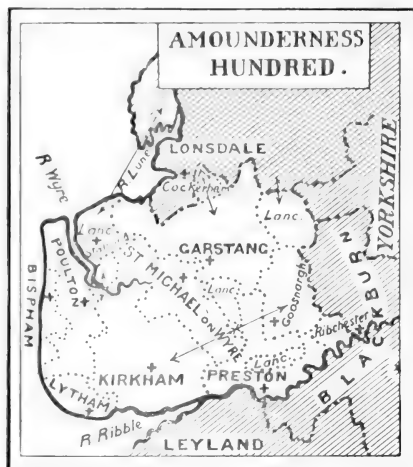 AMOUNDERNESS
HUNDRED.
LONSDALE
R Lune
Cockerham
R Wyre
Lanc.
Lanc.
YORKSHIRE
GARSTANG
ST MICHAEL ON WYRE
POULTON
BISPHAM
Lanc.
Goosnargh
Ribchester
BLACKBURN
KIRKHAM
Lanc.
PRESTON
LYTHAM
R Ribble
LEYLAND